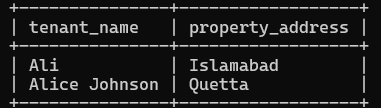 +---------------+------------------+
| tenant_name   | property_address |
+---------------+------------------+
| Ali           | Islamabad        |
| Alice Johnson | Quetta           |
+---------------+------------------+